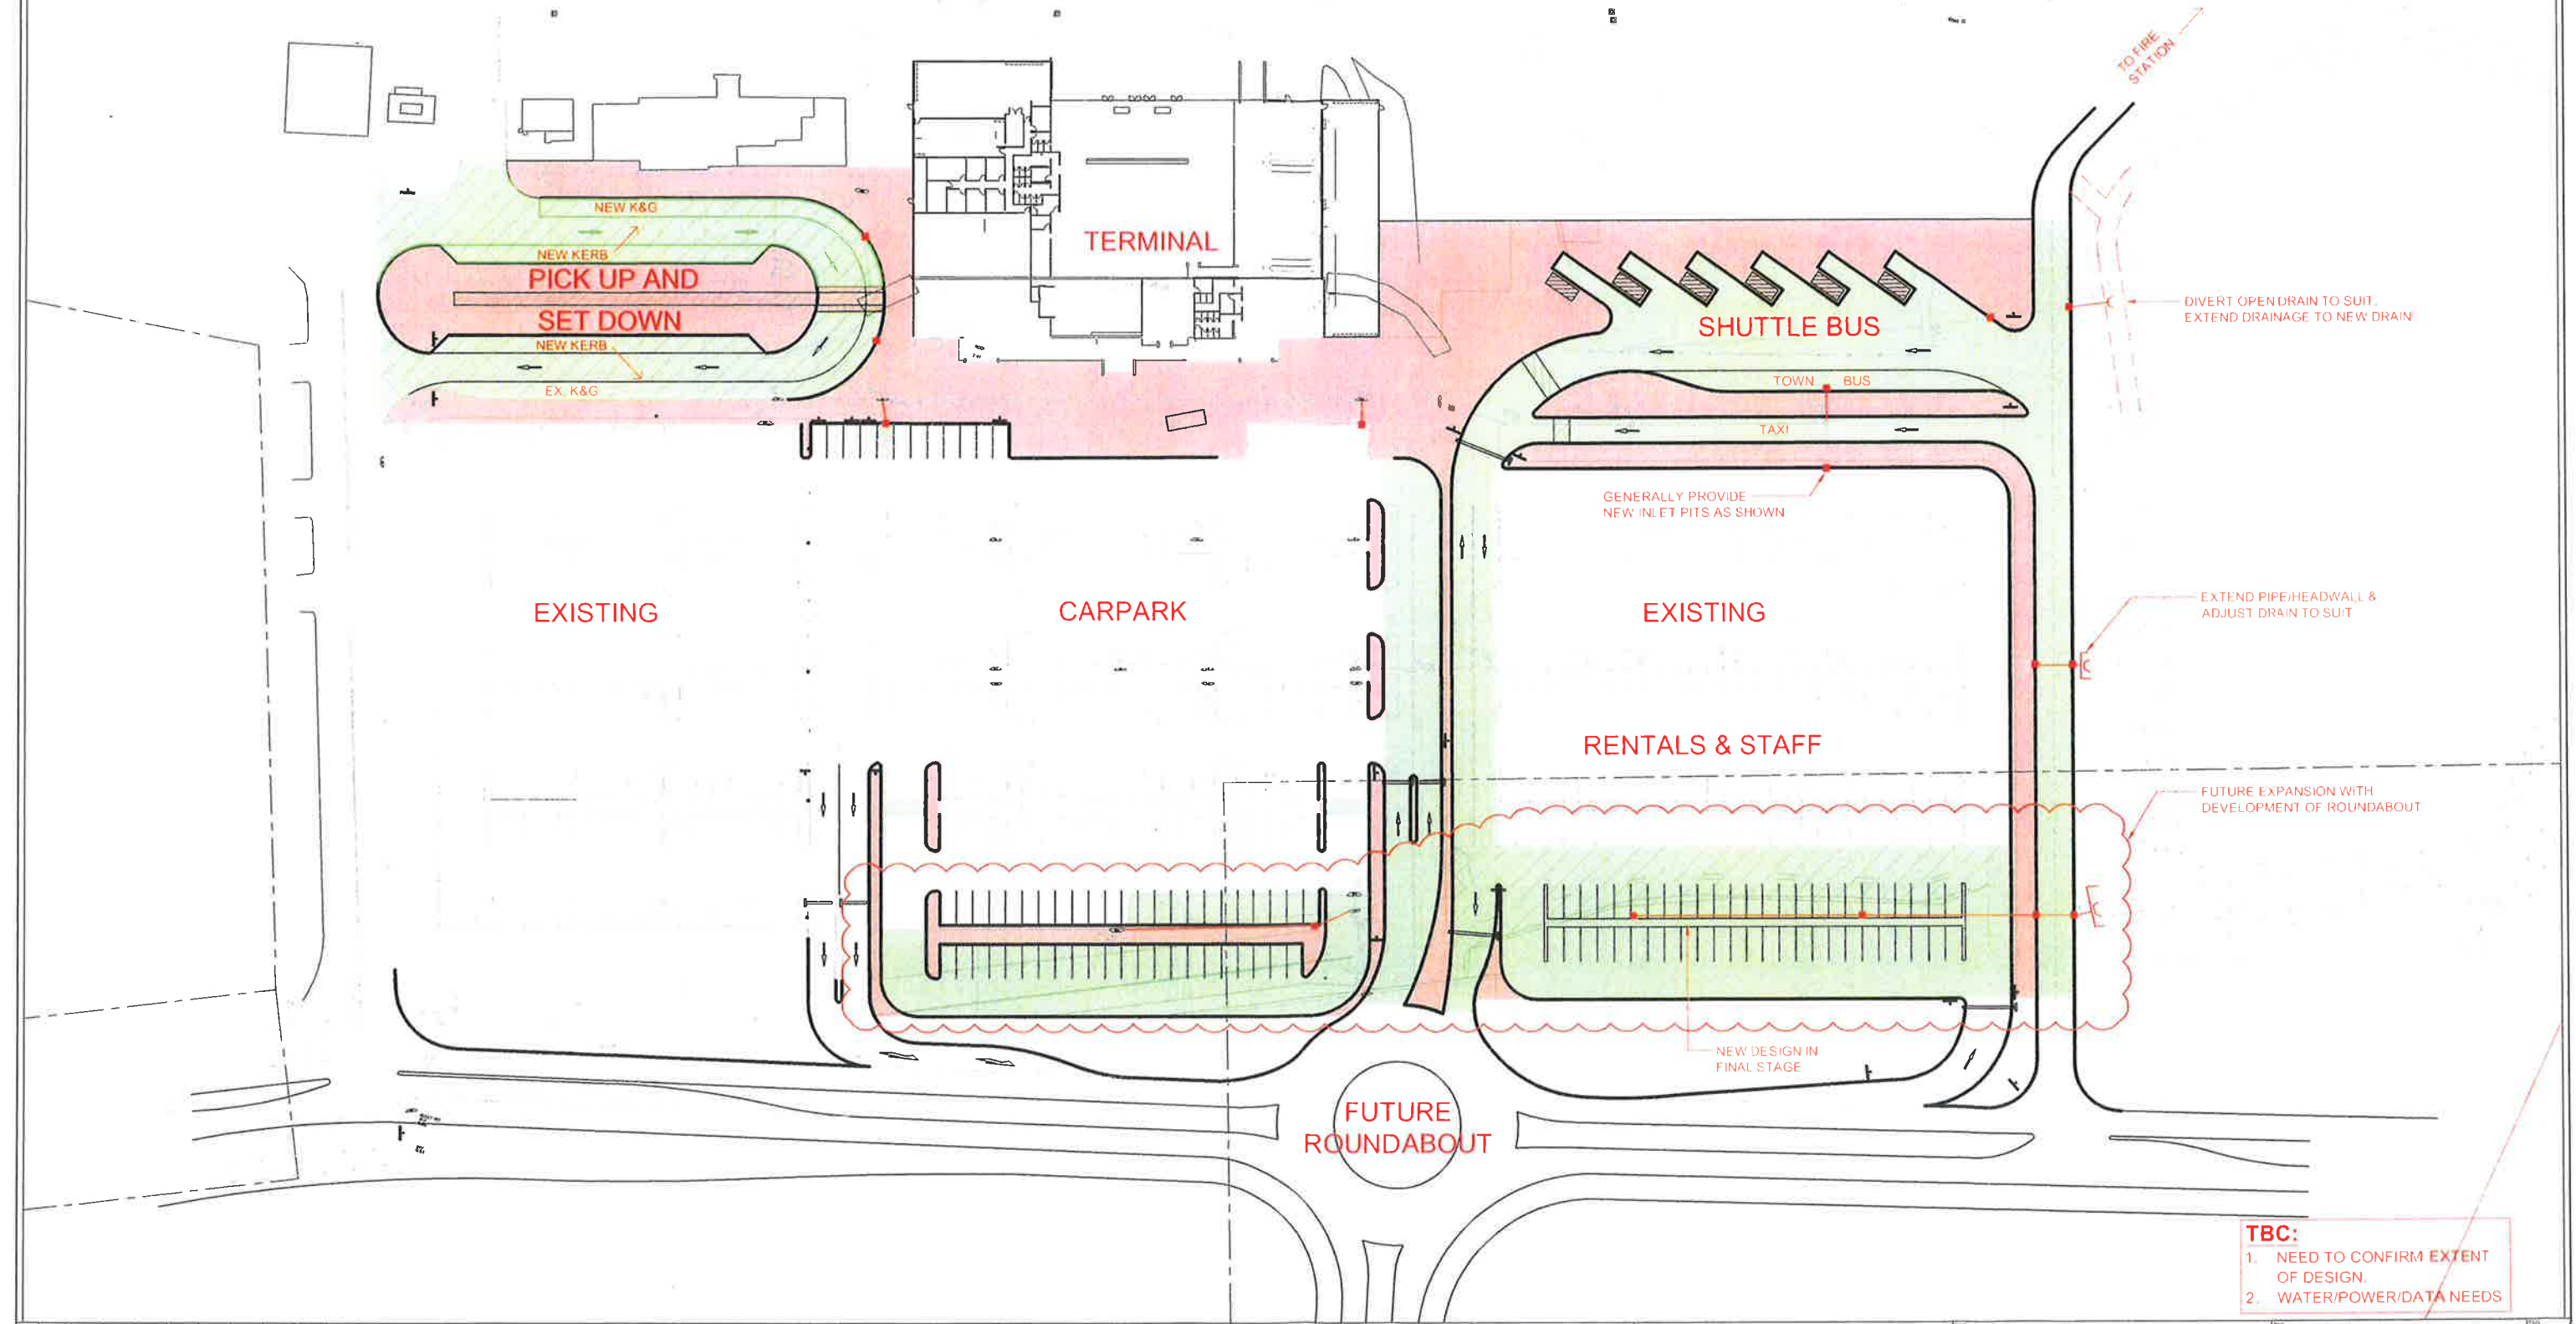 TO FIRE
STATION
NEW K&G
NEW KERB
PICK UP AND
SET DOWN
NEW KERB
EX. K&G
TERMINAL
SHUTTLE BUS
TOWN BUS
TAXI
DIVERT OPEN DRAIN TO SUIT.
EXTEND DRAINAGE TO NEW DRAIN
GENERALLY PROVIDE
NEW INLET PITS AS SHOWN
EXISTING
CARPARK
EXISTING
EXTEND PIPE/HEADWALL &
ADJUST DRAIN TO SUIT
RENTALS & STAFF
FUTURE EXPANSION WITH
DEVELOPMENT OF ROUNDABOUT
NEW DESIGN IN
FINAL STAGE
FUTURE
ROUNDABOUT
TBC:
1. NEED TO CONFIRM EXTENT
OF DESIGN.
2. WATER/POWER/DATA NEEDS